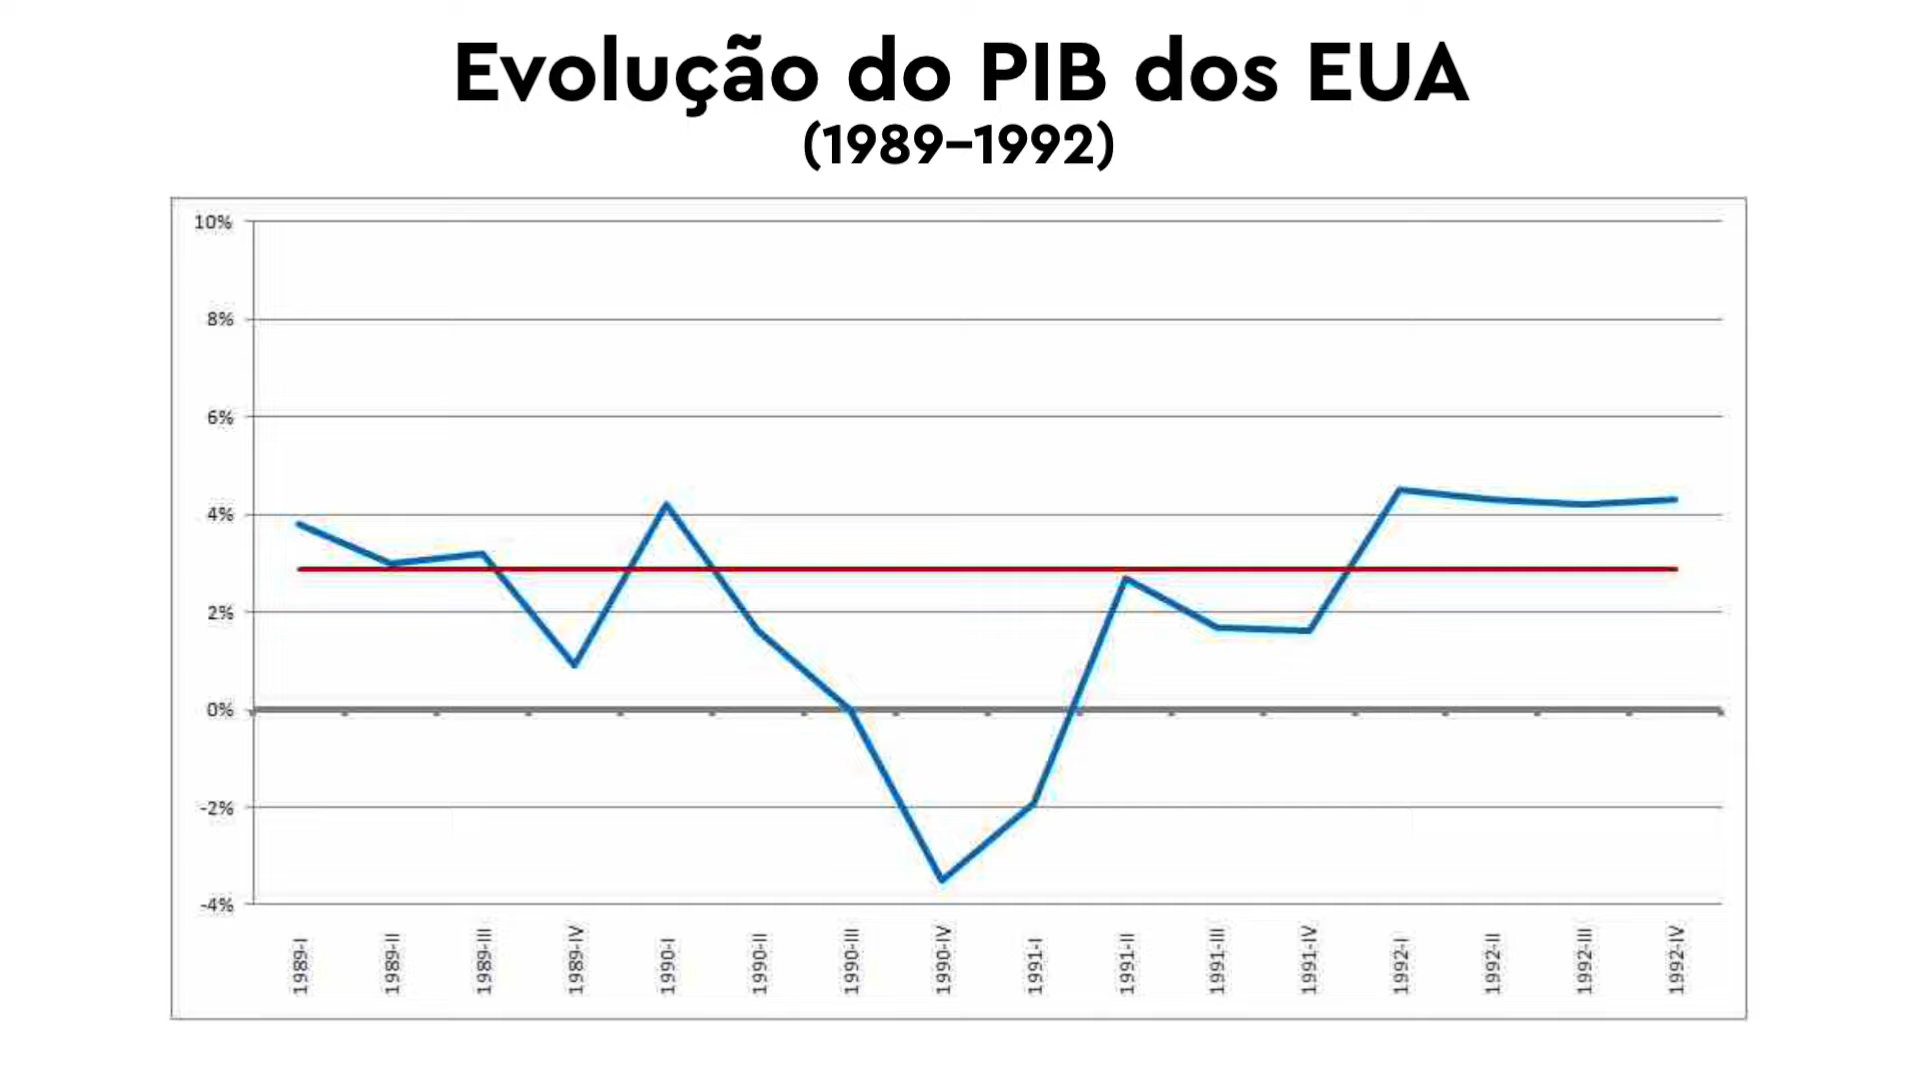 Evolução do PIB dos EUA
(1989–1992)
10%
8%
6%
4%
2%
0%
-2%
-4%
1989-I
1989-II
1989-III
1989-IV
1990-I
1990-II
1990-III
1990-IV
1991-I
1991-II
1991-III
1991-IV
1992-I
1992-II
1992-III
1992-IV